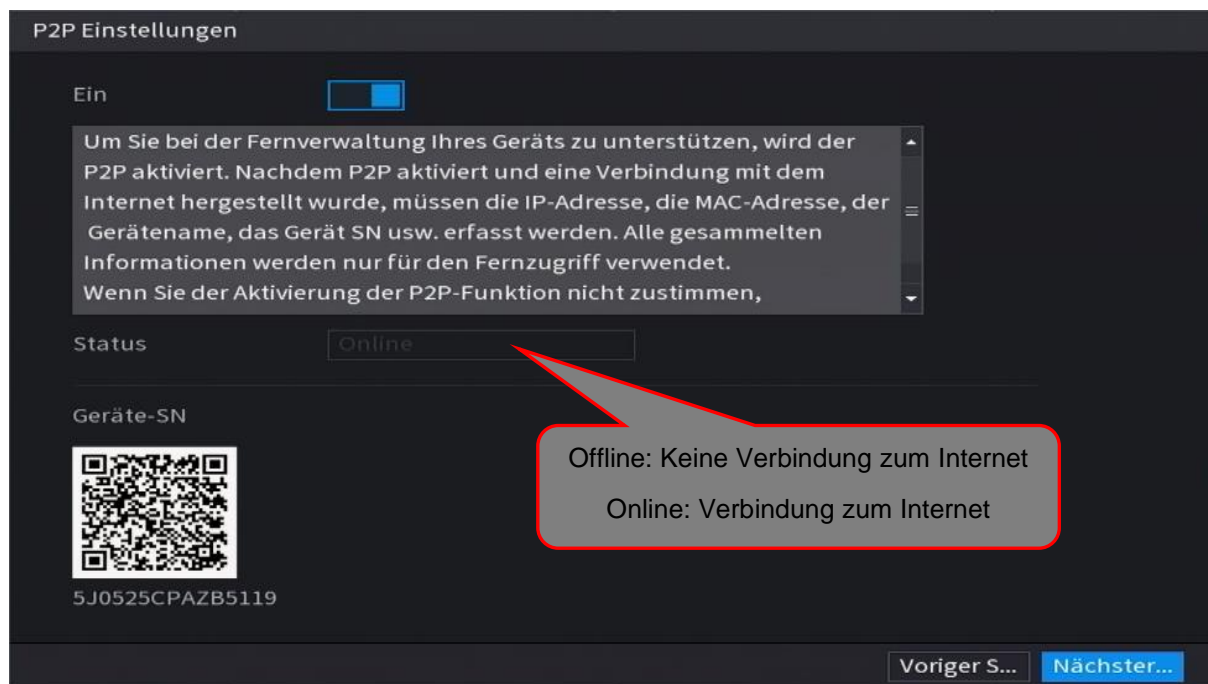 P2P Einstellungen
Ein
Um Sie bei der Fernverwaltung Ihres Geräts zu unterstützen, wird der
P2P aktiviert. Nachdem P2P aktiviert und eine Verbindung mit dem
Internet hergestellt wurde, müssen die IP-Adresse, die MAC-Adresse, der
Gerätename, das Gerät SN usw. erfasst werden. Alle gesammelten
Informationen werden nur für den Fernzugriff verwendet.
Wenn Sie der Aktivierung der P2P-Funktion nicht zustimmen,
Status
Online
Geräte-SN
Offline: Keine Verbindung zum Internet
Online: Verbindung zum Internet
5J0525CPAZB5119
Voriger S...
Nächster...